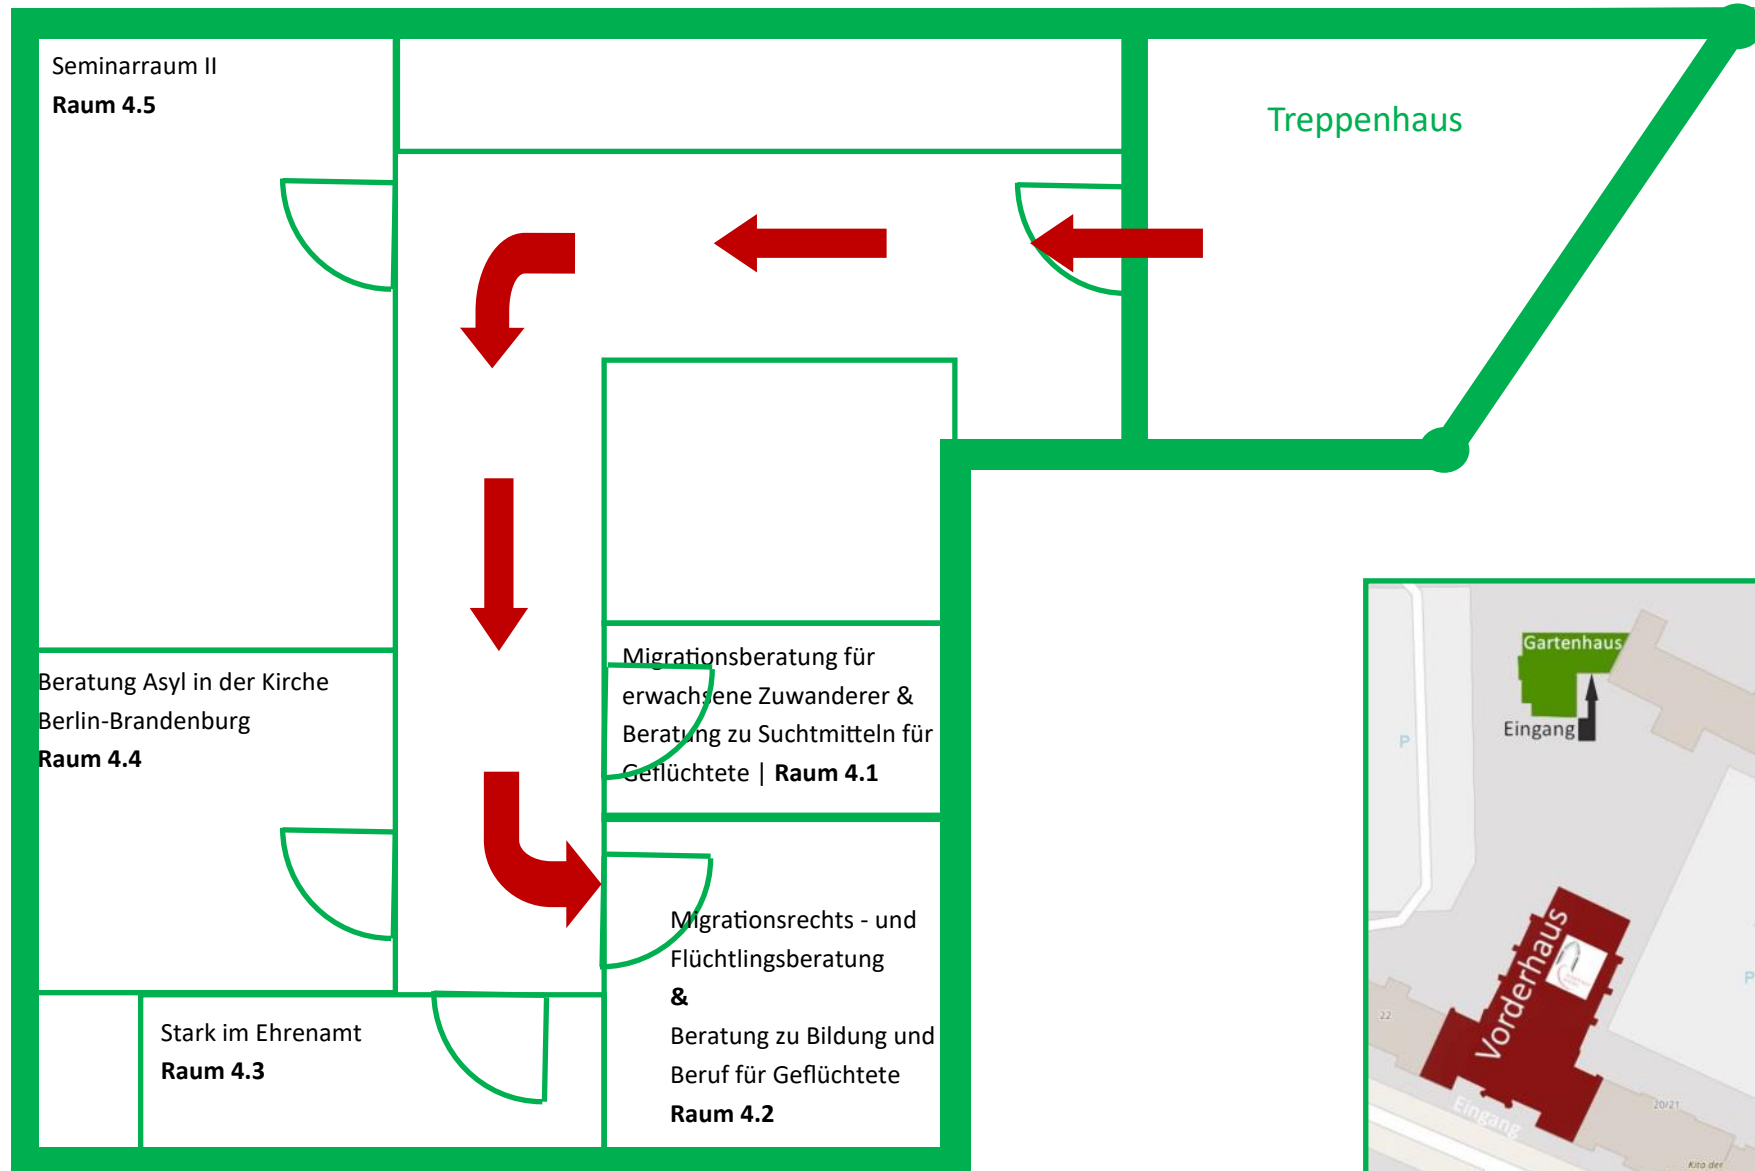 Seminarraum II
Raum 4.5
Treppenhaus
Beratung Asyl in der Kirche
Berlin-Brandenburg
Raum 4.4
Migrationsberatung für
erwachsene Zuwanderer &
Beratung zu Suchtmitteln für
Geflüchtete | Raum 4.1
Migrationsrechts - und
Flüchtlingsberatung
&
Beratung zu Bildung und
Beruf für Geflüchtete
Raum 4.2
Stark im Ehrenamt
Raum 4.3
Gartenhaus
Eingang
P
P
Vorderhaus
22
Eingang
20/21
Kita der